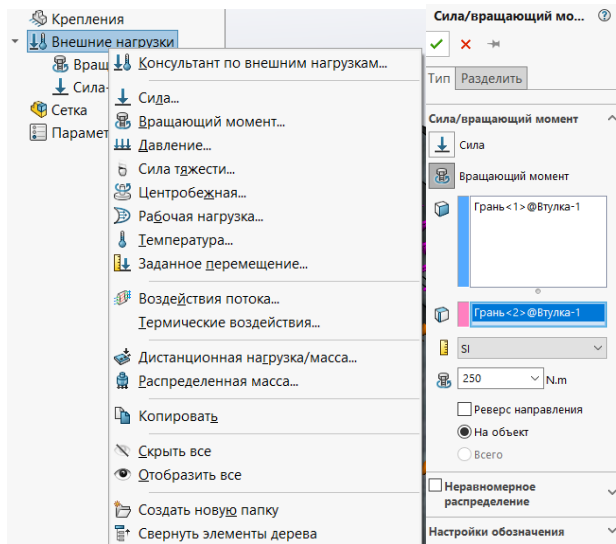 Крепления
Внешние нагрузки
Вращ
Сила-
Сетка
Парамет
Консультант по внешним нагрузкам...
Сила...
Вращающий момент...
Давление...
Сила тяжести...
Центробежная...
Рабочая нагрузка...
Температура...
Заданное перемещение...
Воздействия потока...
Термические воздействия...
Дистанционная нагрузка/масса...
Распределенная масса...
Копировать
Скрыть все
Отобразить все
Создать новую папку
Свернуть элементы дерева
Сила/вращающий мо...
Тип Разделить
Сила/вращающий момент
Сила
Вращающий момент
Грань<1>@Втулка-1
Грань<2>@Втулка-1
SI
250 N.m
Реверс направления
На объект
Всего
Неравномерное
распределение
Настройки обозначения